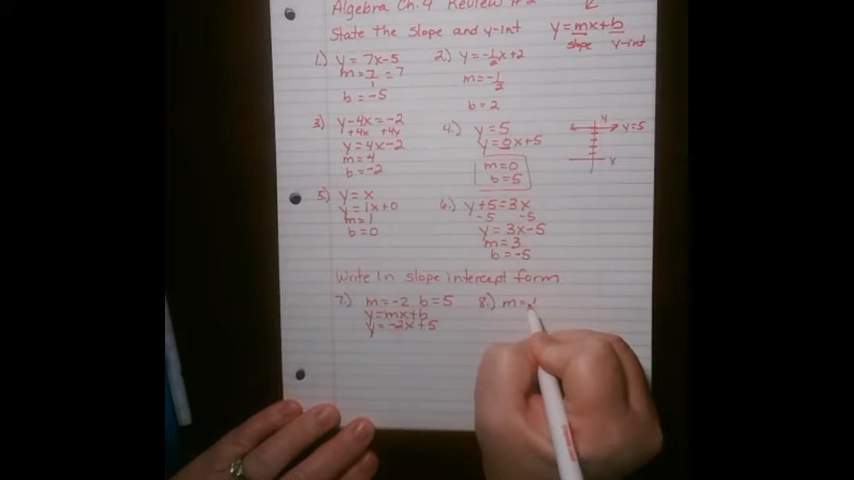 Algebra Ch. 4 Review # 2
State the slope and y-int
y = mx + b
slope y-int
1.) y = 7x - 5
m = 7/1 = 7
b = -5
2.) y = -1/2 x + 2
m = -1/2
b = 2
3.) y - 4x = -2
+4x +4x
y = 4x - 2
m = 4
b = -2
4.) y = 5
y = 0x + 5
m = 0
b = 5
y
y = 5
x
5.) y = x
y = 1x + 0
m = 1
b = 0
6.) y + 5 = 3x
-5 -5
y = 3x - 5
m = 3
b = -5
Write in slope intercept form
7.) m = -2 b = 5
y = mx + b
y = -2x + 5
8.) m =